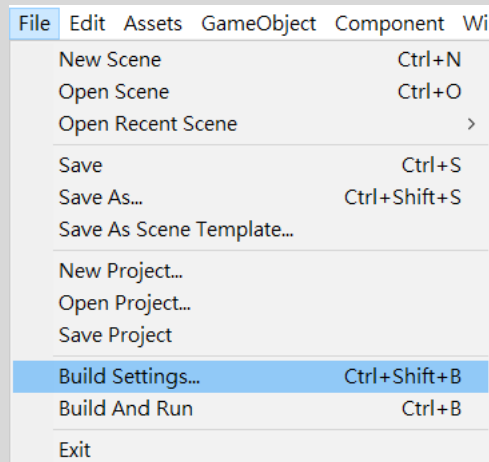 File Edit Assets GameObject Component Wi
New Scene Ctrl+N
Open Scene Ctrl+O
Open Recent Scene >
Save Ctrl+S
Save As... Ctrl+Shift+S
Save As Scene Template...
New Project...
Open Project...
Save Project
Build Settings... Ctrl+Shift+B
Build And Run Ctrl+B
Exit